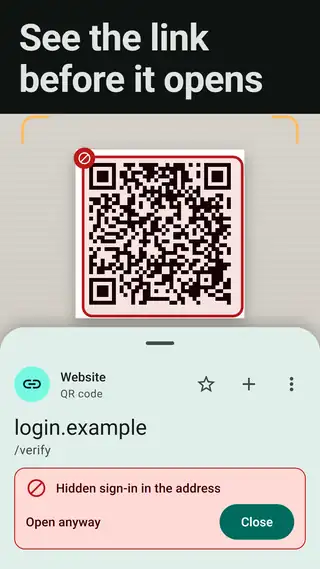 See the link
before it opens
Website
QR code
login.example
/verify
Hidden sign-in in the address
Open anyway
Close